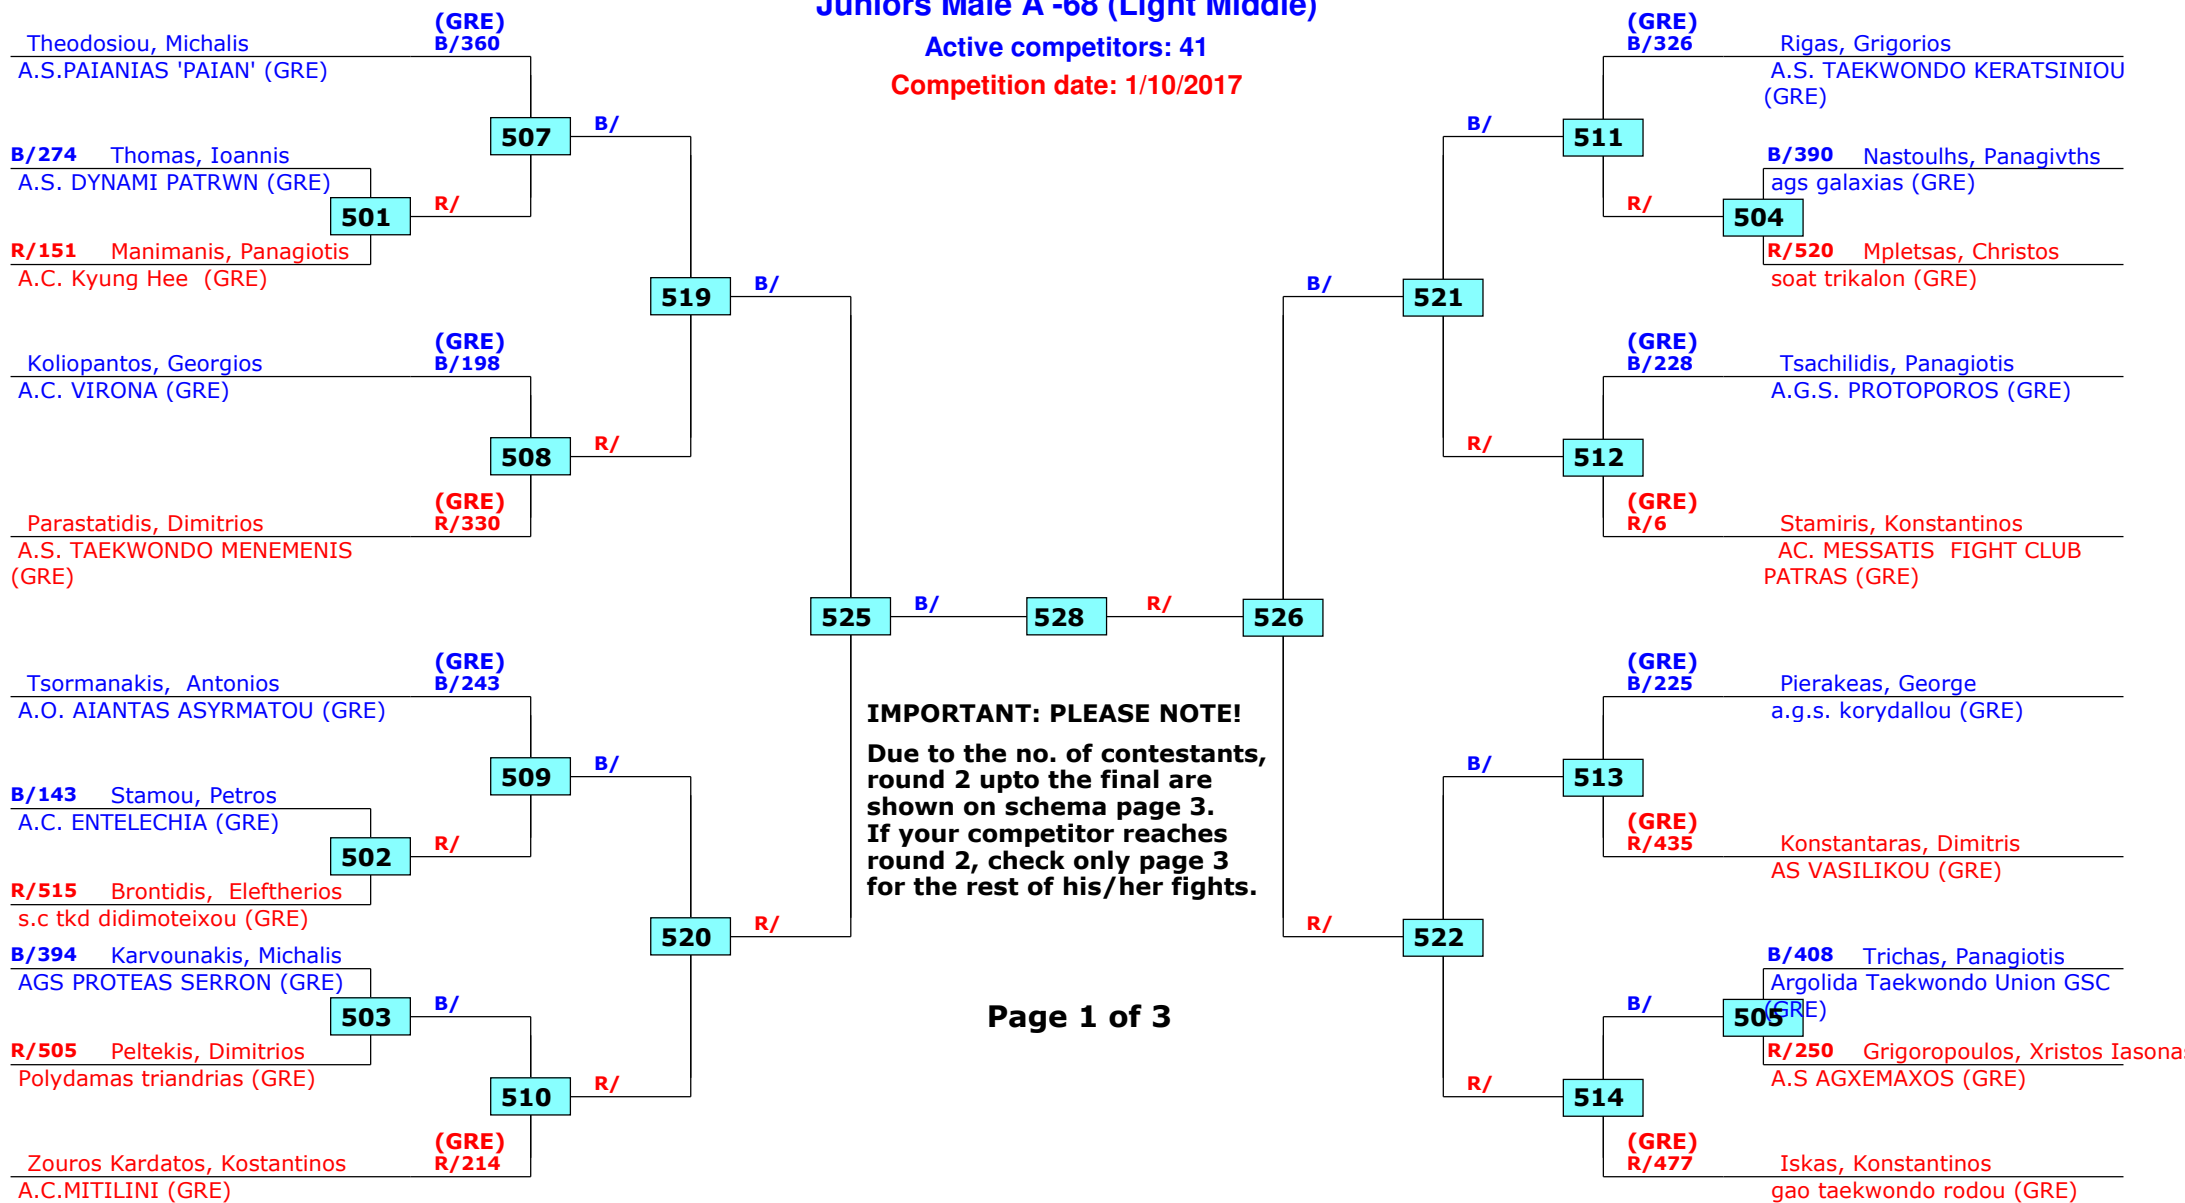 Juniors Male A -68 (Light Middle)
Active competitors: 41
Competition date: 1/10/2017
(GRE)
Theodosiou, Michalis B/360
A.S.PAIANIAS 'PAIAN' (GRE)
507 B/
B/274 Thomas, Ioannis
A.S. DYNAMI PATRWN (GRE)
501 R/
R/151 Manimanis, Panagiotis
A.C. Kyung Hee (GRE)
519 B/
(GRE)
Koliopantos, Georgios B/198
A.C. VIRONA (GRE)
508 R/
(GRE)
Parastatidis, Dimitrios R/330
A.S. TAEKWONDO MENEMENIS
(GRE)
525 B/ 528 R/ 526
(GRE)
Tsormanakis, Antonios B/243
A.O. AIANTAS ASYRMATOU (GRE)
509 B/
B/143 Stamou, Petros
A.C. ENTELECHIA (GRE)
502 R/
R/515 Brontidis, Eleftherios
s.c tkd didimoteixou (GRE)
520 R/
B/394 Karvounakis, Michalis
AGS PROTEAS SERRON (GRE)
503 B/
R/505 Peltekis, Dimitrios
Polydamas triandrias (GRE)
510 R/
(GRE)
Zouros Kardatos, Kostantinos R/214
A.C.MITILINI (GRE)
IMPORTANT: PLEASE NOTE!
Due to the no. of contestants,
round 2 upto the final are
shown on schema page 3.
If your competitor reaches
round 2, check only page 3
for the rest of his/her fights.
Page 1 of 3
(GRE)
B/326 Rigas, Grigorios
A.S. TAEKWONDO KERATSINIOU
(GRE)
B/ 511
B/390 Nastoulhs, Panagivths
ags galaxias (GRE)
R/ 504
R/520 Mpletsas, Christos
soat trikalon (GRE)
B/ 521
(GRE)
B/228 Tsachilidis, Panagiotis
A.G.S. PROTOPOROS (GRE)
R/ 512
(GRE)
R/6 Stamiris, Konstantinos
AC. MESSATIS FIGHT CLUB
PATRAS (GRE)
(GRE)
B/225 Pierakeas, George
a.g.s. korydallou (GRE)
B/ 513
(GRE)
R/435 Konstantaras, Dimitris
AS VASILIKOU (GRE)
R/ 522
B/408 Trichas, Panagiotis
Argolida Taekwondo Union GSC
(GRE)
B/ 505
R/250 Grigoropoulos, Xristos Iasonas
A.S AGXEMAXOS (GRE)
R/ 514
(GRE)
R/477 Iskas, Konstantinos
gao taekwondo rodou (GRE)